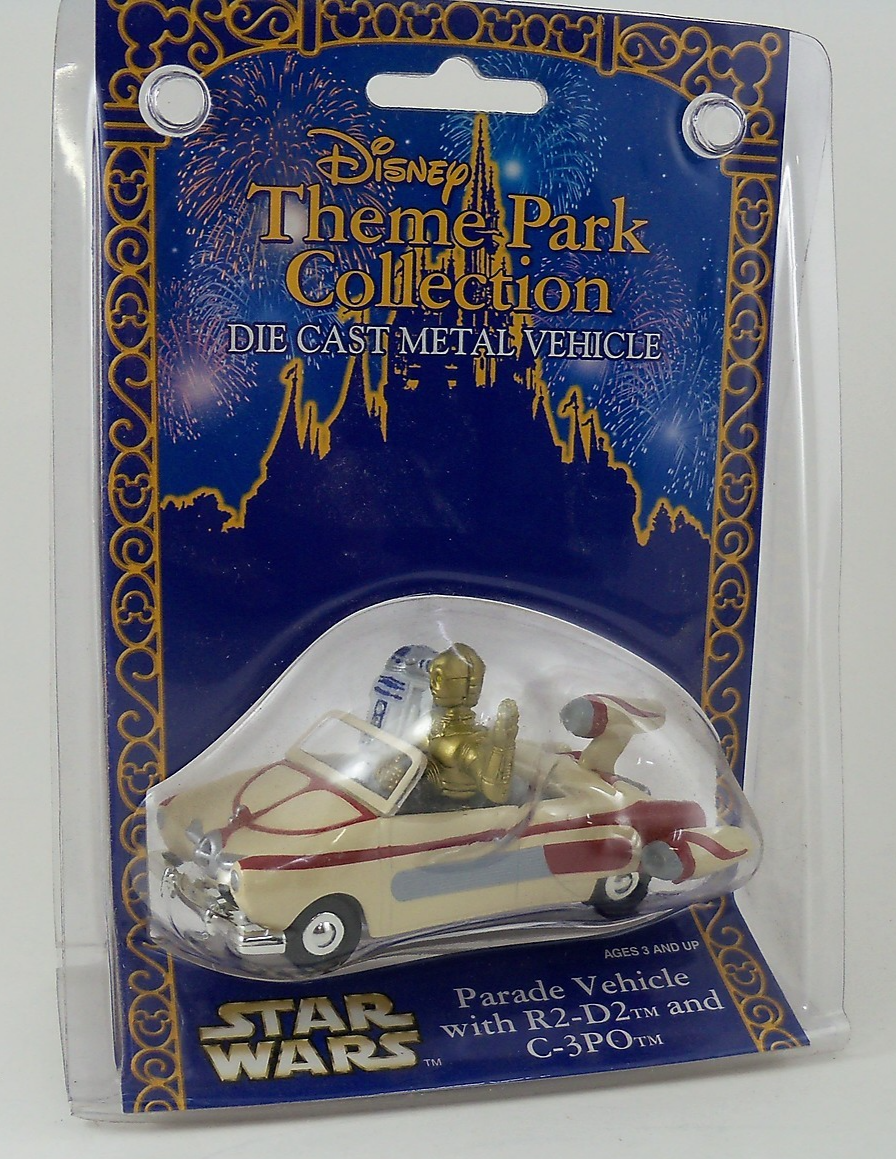 Disney
Theme Park
Collection
DIE CAST METAL VEHICLE
AGES 3 AND UP
STAR
WARS™
Parade Vehicle
with R2-D2™ and
C-3PO™